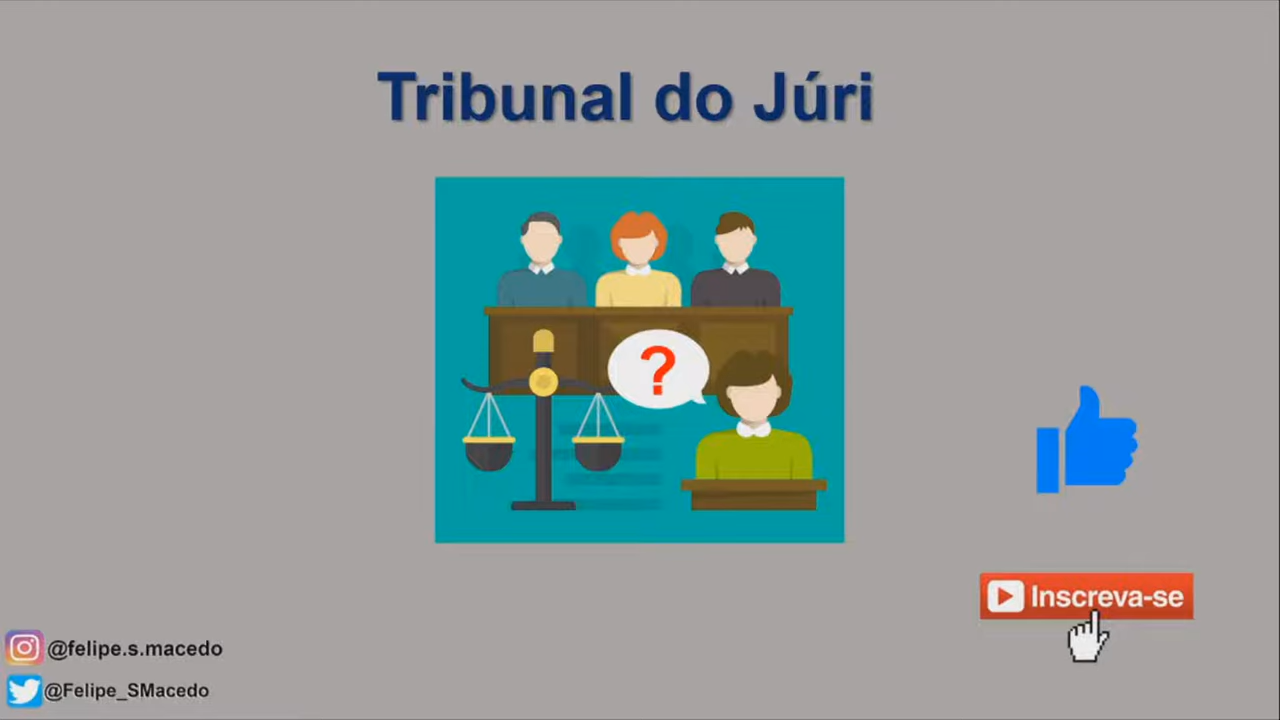 Tribunal do Júri
?
Inscreva-se
@felipe.s.macedo
@Felipe_SMacedo